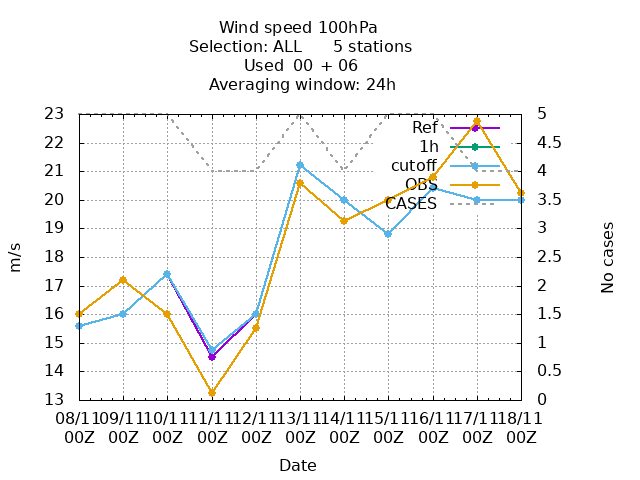 Wind speed 100hPa
Selection: ALL 5 stations
Used 00 + 06
Averaging window: 24h
23 5
22 4.5
21 4
20 3.5
19 3
18 2.5
17 2
16 1.5
15 1
14 0.5
13 0
Ref
1h
cutoff
OBS
CASES
m/s
No cases
08/11 09/11 10/11 11/11 12/11 13/11 14/11 15/11 16/11 17/11 18/11
00Z 00Z 00Z 00Z 00Z 00Z 00Z 00Z 00Z 00Z 00Z
Date